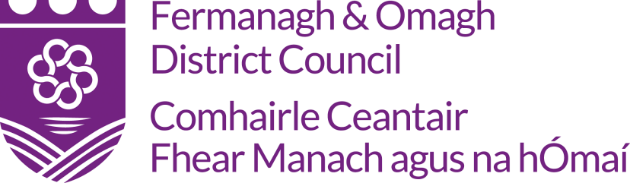 Fermanagh & Omagh
District Council
Comhairle Ceantair
Fhear Manach agus na hÓmaí